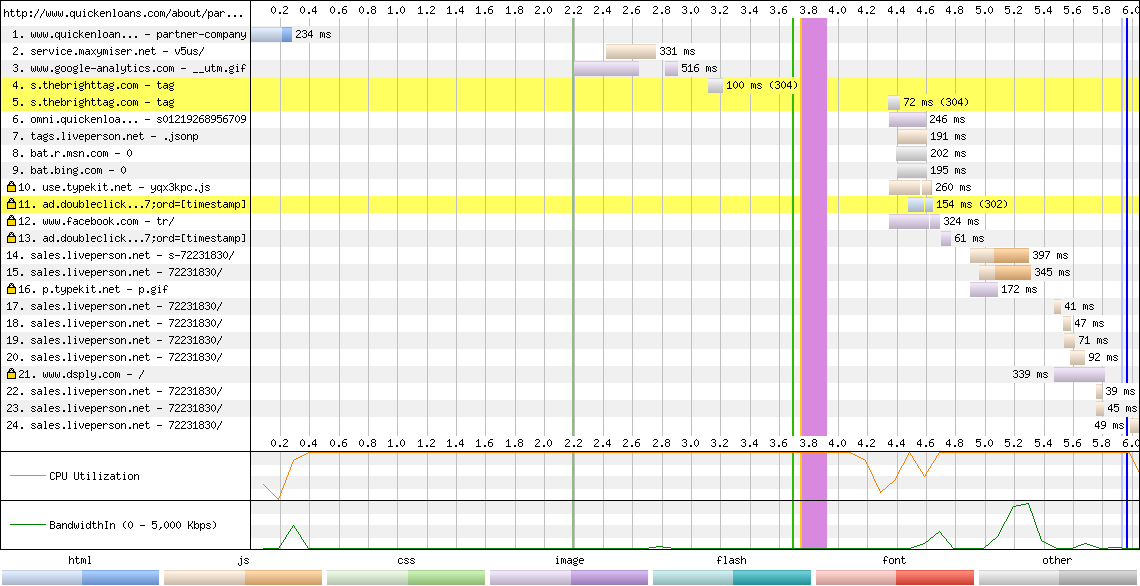 http://www.quickenloans.com/about/par... 0.2 0.4 0.6 0.8 1.0 1.2 1.4 1.6 1.8 2.0 2.2 2.4 2.6 2.8 3.0 3.2 3.4 3.6 3.8 4.0 4.2 4.4 4.6 4.8 5.0 5.2 5.4 5.6 5.8 6.0
1. www.quickenloan... - partner-company 234 ms
2. service.maxymiser.net - v5us/ 331 ms
3. www.google-analytics.com - __utm.gif 516 ms
4. s.thebrighttag.com - tag 100 ms (304)
5. s.thebrighttag.com - tag 72 ms (304)
6. omni.quickenloa... - s01219268956709 246 ms
7. tags.liveperson.net - .jsonp 191 ms
8. bat.r.msn.com - 0 202 ms
9. bat.bing.com - 0 195 ms
10. use.typekit.net - yqx3kpc.js 260 ms
11. ad.doubleclick...7;ord=[timestamp] 154 ms (302)
12. www.facebook.com - tr/ 324 ms
13. ad.doubleclick...7;ord=[timestamp] 61 ms
14. sales.liveperson.net - s-72231830/ 397 ms
15. sales.liveperson.net - 72231830/ 345 ms
16. p.typekit.net - p.gif 172 ms
17. sales.liveperson.net - 72231830/ 41 ms
18. sales.liveperson.net - 72231830/ 47 ms
19. sales.liveperson.net - 72231830/ 71 ms
20. sales.liveperson.net - 72231830/ 92 ms
21. www.dsply.com - / 339 ms
22. sales.liveperson.net - 72231830/ 39 ms
23. sales.liveperson.net - 72231830/ 45 ms
24. sales.liveperson.net - 72231830/ 49 ms
0.2 0.4 0.6 0.8 1.0 1.2 1.4 1.6 1.8 2.0 2.2 2.4 2.6 2.8 3.0 3.2 3.4 3.6 3.8 4.0 4.2 4.4 4.6 4.8 5.0 5.2 5.4 5.6 5.8 6.0
CPU Utilization
BandwidthIn (0 - 5,000 Kbps)
html js css image flash font other